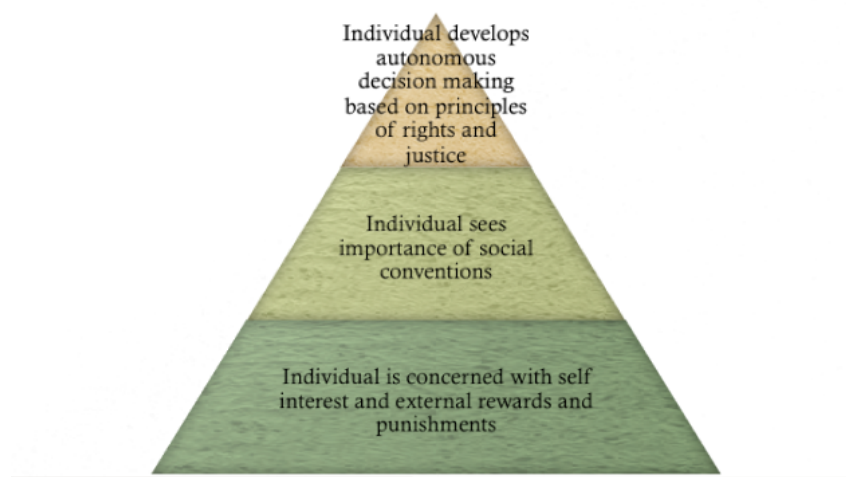 Individual develops
autonomous
decision making
based on principles
of rights and
justice
Individual sees
importance of social
conventions
Individual is concerned with self
interest and external rewards and
punishments